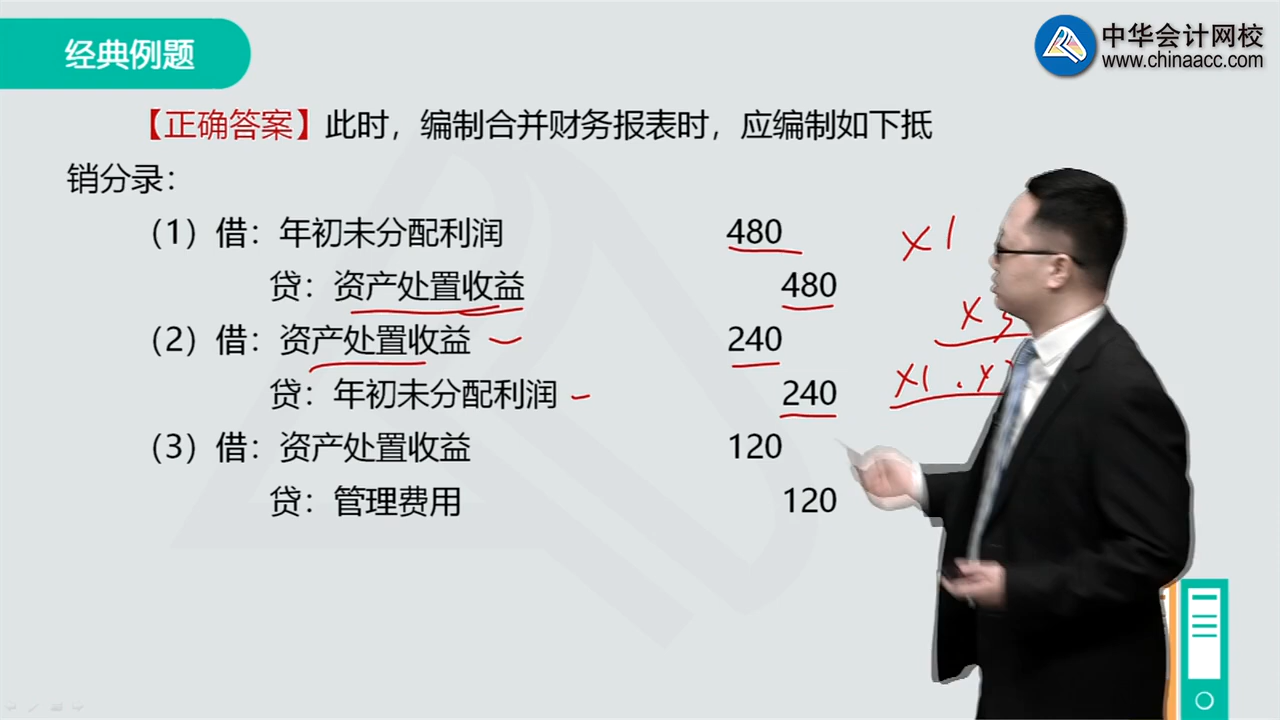 经典例题
中华会计网校
www.chinaacc.com
【正确答案】此时，编制合并财务报表时，应编制如下抵
销分录：
（1）借：年初未分配利润 480 X1
贷：资产处置收益 480
（2）借：资产处置收益 240 X3
贷：年初未分配利润 240 X1.
（3）借：资产处置收益 120
贷：管理费用 120